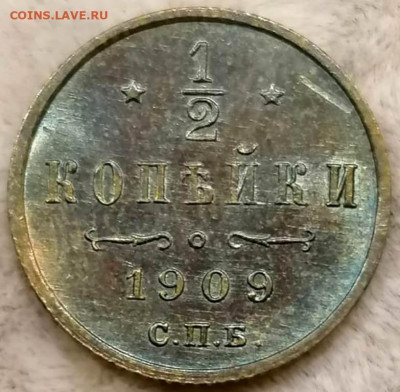 COINS.LAVE.RU
1/2
КОПѢЙКИ
1909
С.П.Б.